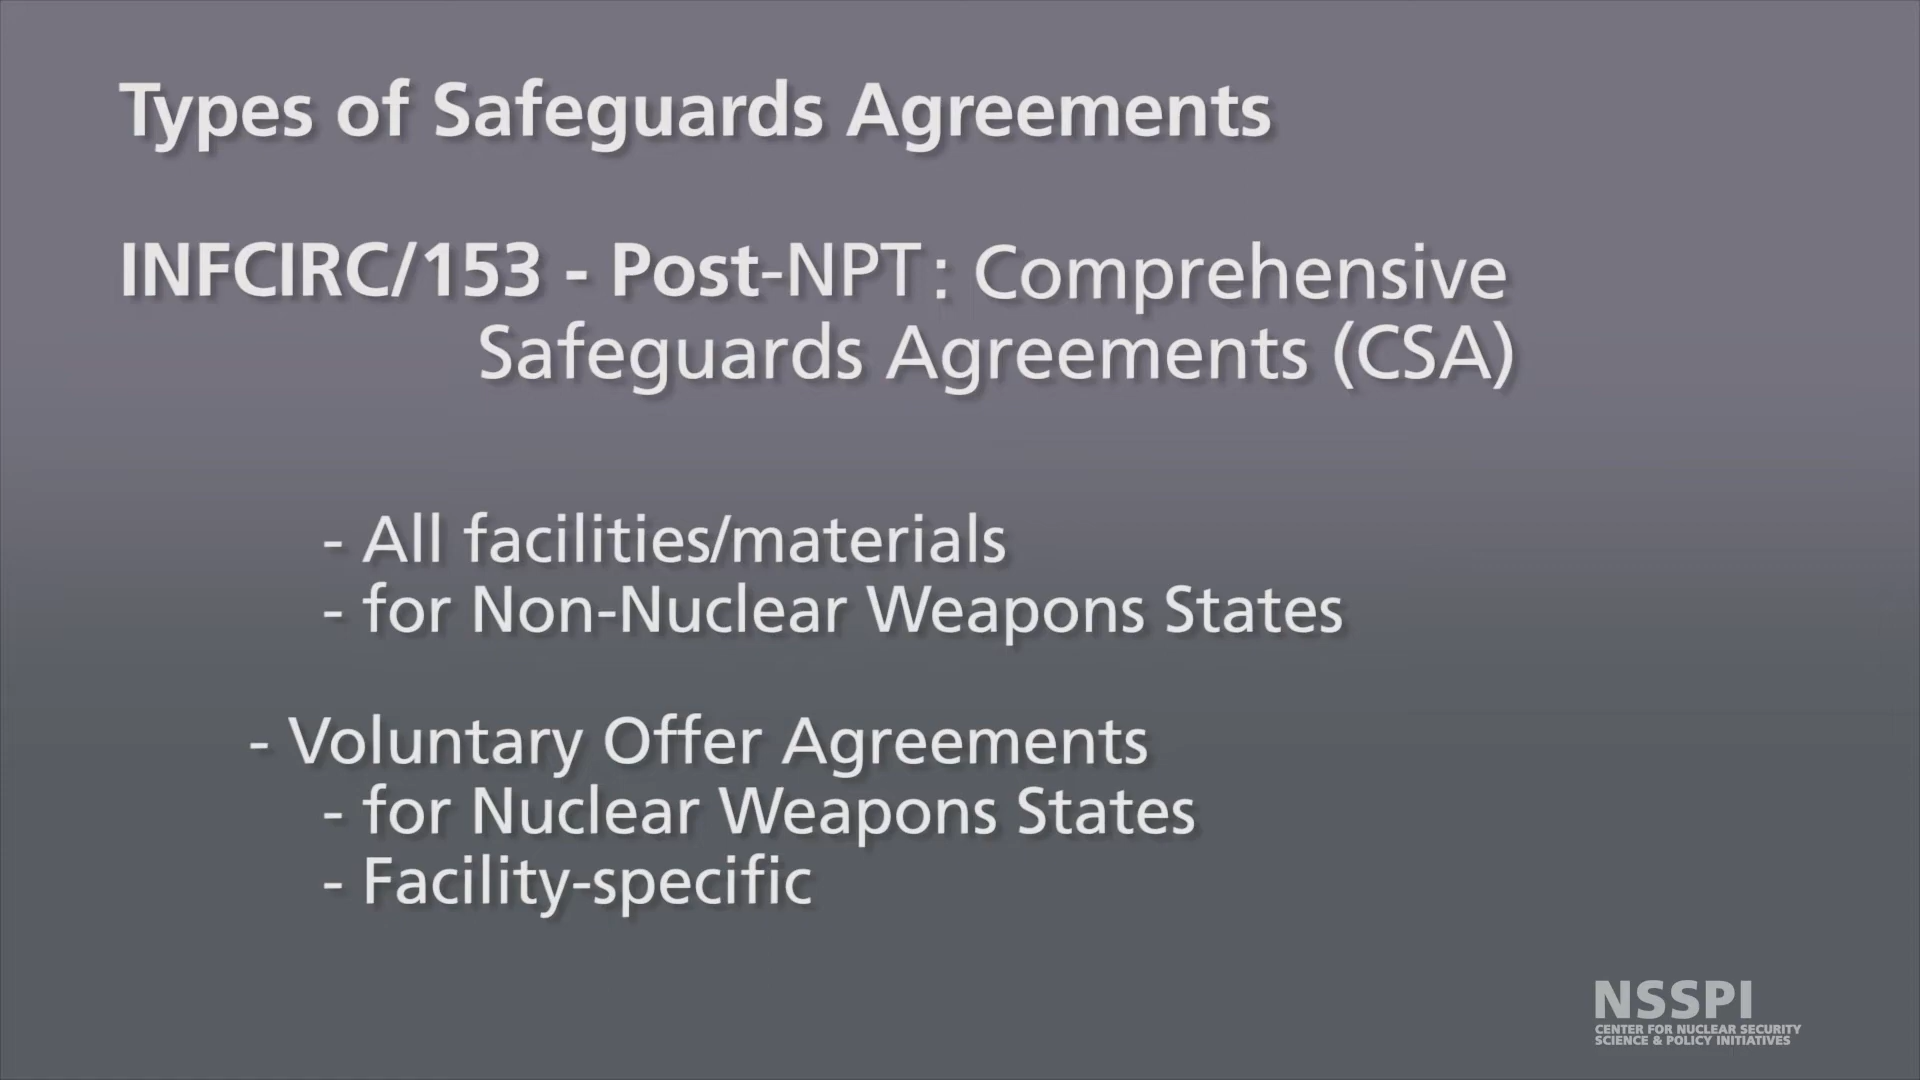 Types of Safeguards Agreements
INFCIRC/153 - Post-NPT: Comprehensive
Safeguards Agreements (CSA)
- All facilities/materials
- for Non-Nuclear Weapons States
- Voluntary Offer Agreements
- for Nuclear Weapons States
- Facility-specific
NSSPI
CENTER FOR NUCLEAR SECURITY
SCIENCE & POLICY INITIATIVES